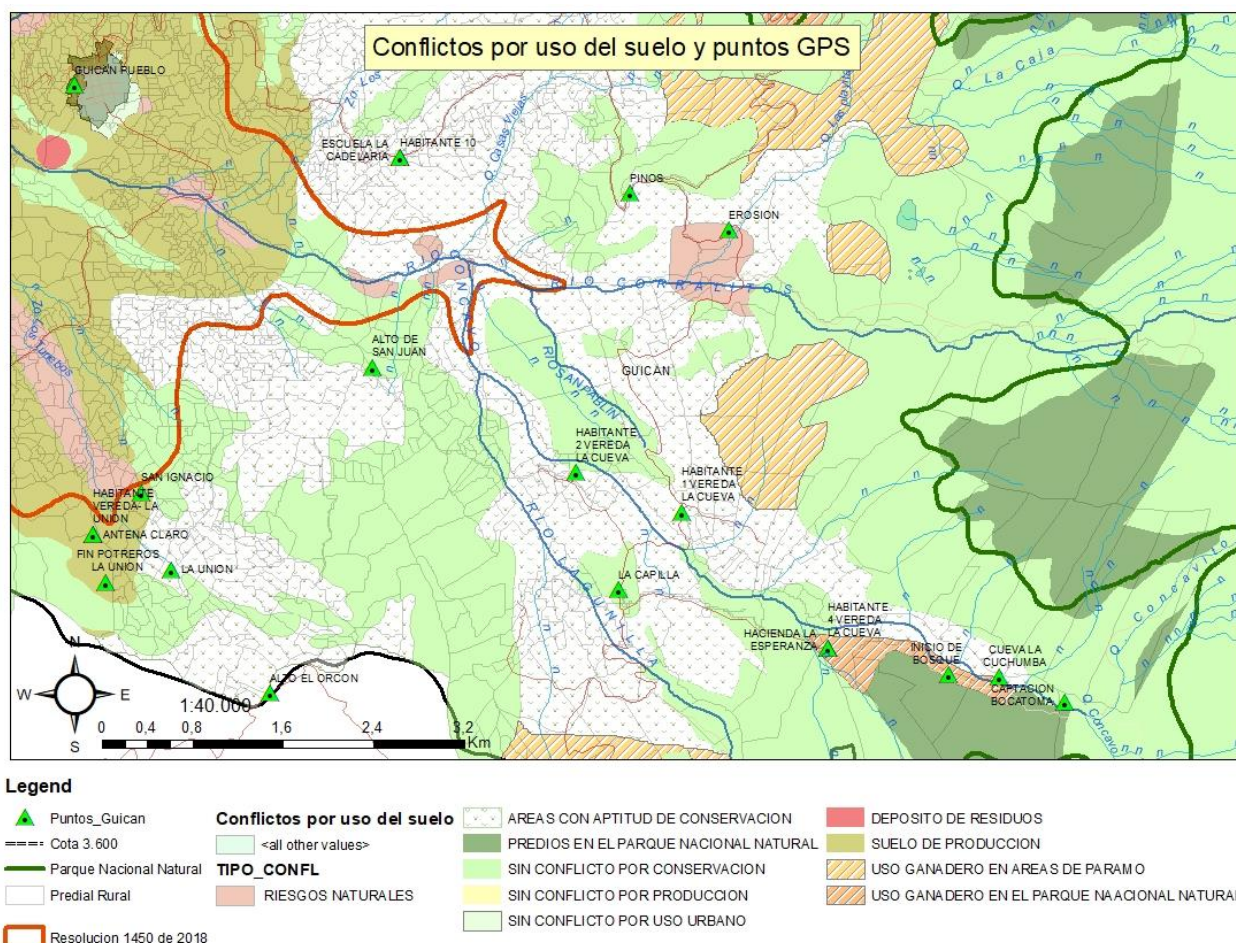 Conflictos por uso del suelo y puntos GPS
GUICAN PUEBLO
Zo. Los
Q. Casas Viejas
Q. Las playita
Q. La Caja
ESCUELA LA
CADELARIA
HABITANTE 10
PINOS
EROSION
RIO CORRALITOS
RIO CONCAVO
ALTO DE
SAN JUAN
RIO SAN PABLIN
GUICAN
HABITANTE
2 VEREDA
LA CUEVA
HABITANTE
1 VEREDA
LA CUEVA
SAN IGNACIO
HABITANTE
VEREDA- LA
UNION
ANTENA CLARO
FIN POTREROS
LA UNION
LA UNION
RIO LAGUNILLA
LA CAPILLA
HABITANTE
4 VEREDA
LA CUEVA
HACIENDA LA
ESPERANZA
INICIO DE
BOSQUE
CUEVA LA
CUCHUMBA
CAPTACION
BOCATOMA
Q. Concavito
Q. Concavo
ALTO EL ORCON
N
W
E
S
1:40.000
0 0,4 0,8 1,6 2,4 3,2
Km
Legend
Puntos_Guican
Cota 3.600
Parque Nacional Natural
Predial Rural
Resolucion 1450 de 2018
Conflictos por uso del suelo
<all other values>
TIPO_CONFL
RIESGOS NATURALES
AREAS CON APTITUD DE CONSERVACION
PREDIOS EN EL PARQUE NACIONAL NATURAL
SIN CONFLICTO POR CONSERVACION
SIN CONFLICTO POR PRODUCCION
SIN CONFLICTO POR USO URBANO
DEPOSITO DE RESIDUOS
SUELO DE PRODUCCION
USO GANADERO EN AREAS DE PARAMO
USO GANADERO EN EL PARQUE NAACIONAL NATURAL